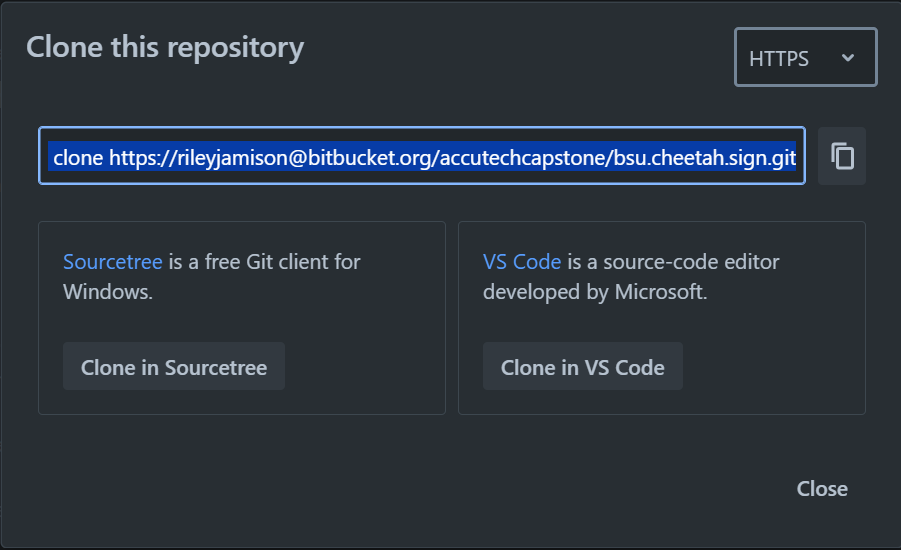 Clone this repository
HTTPS
clone https://rileyjamison@bitbucket.org/accutechcapstone/bsu.cheetah.sign.git
Sourcetree is a free Git client for
Windows.
Clone in Sourcetree
VS Code is a source-code editor
developed by Microsoft.
Clone in VS Code
Close